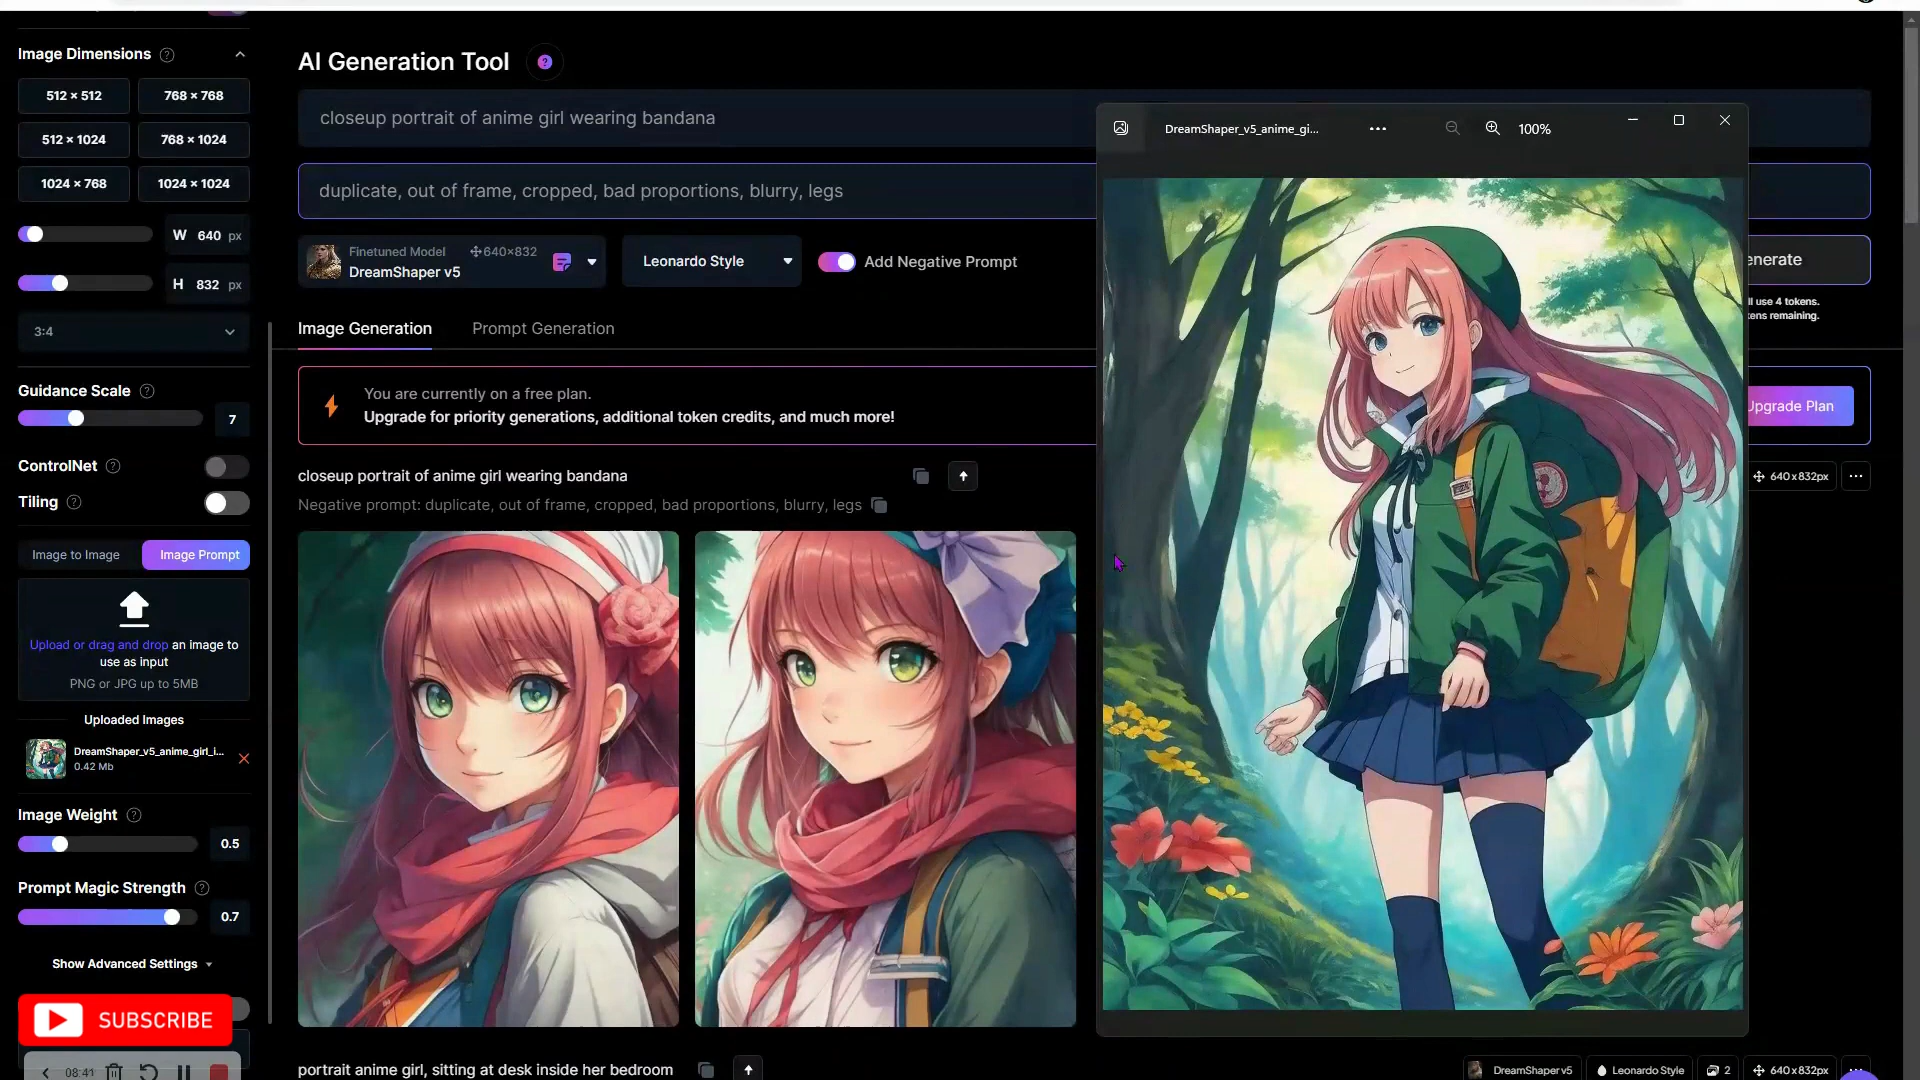 Image Dimensions
512 × 512
768 × 768
512 × 1024
768 × 1024
1024 × 768
1024 × 1024
W 640 px
H 832 px
3:4
Guidance Scale
7
ControlNet
Tiling
Image to Image
Image Prompt
Upload or drag and drop an image to
use as input
PNG or JPG up to 5MB
Uploaded Images
DreamShaper_v5_anime_girl_i...
0.42 Mb
Image Weight
0.5
Prompt Magic Strength
0.7
Show Advanced Settings
SUBSCRIBE
08:41
AI Generation Tool
closeup portrait of anime girl wearing bandana
duplicate, out of frame, cropped, bad proportions, blurry, legs
Finetuned Model
640×832
DreamShaper v5
Leonardo Style
Add Negative Prompt
enerate
ll use 4 tokens.
ens remaining.
Image Generation
Prompt Generation
You are currently on a free plan.
Upgrade for priority generations, additional token credits, and much more!
Upgrade Plan
closeup portrait of anime girl wearing bandana
640x832px
Negative prompt: duplicate, out of frame, cropped, bad proportions, blurry, legs
DreamShaper_v5_anime_gi...
100%
portrait anime girl, sitting at desk inside her bedroom
DreamShaper v5
Leonardo Style
2
640x832px